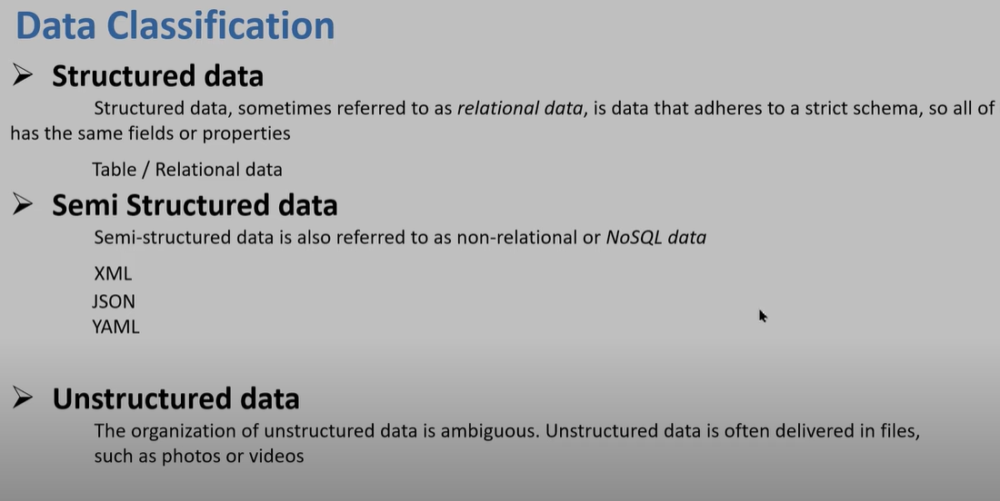 Data Classification
➢ Structured data
Structured data, sometimes referred to as relational data, is data that adheres to a strict schema, so all of
has the same fields or properties
Table / Relational data
➢ Semi Structured data
Semi-structured data is also referred to as non-relational or NoSQL data
XML
JSON
YAML
➢ Unstructured data
The organization of unstructured data is ambiguous. Unstructured data is often delivered in files,
such as photos or videos